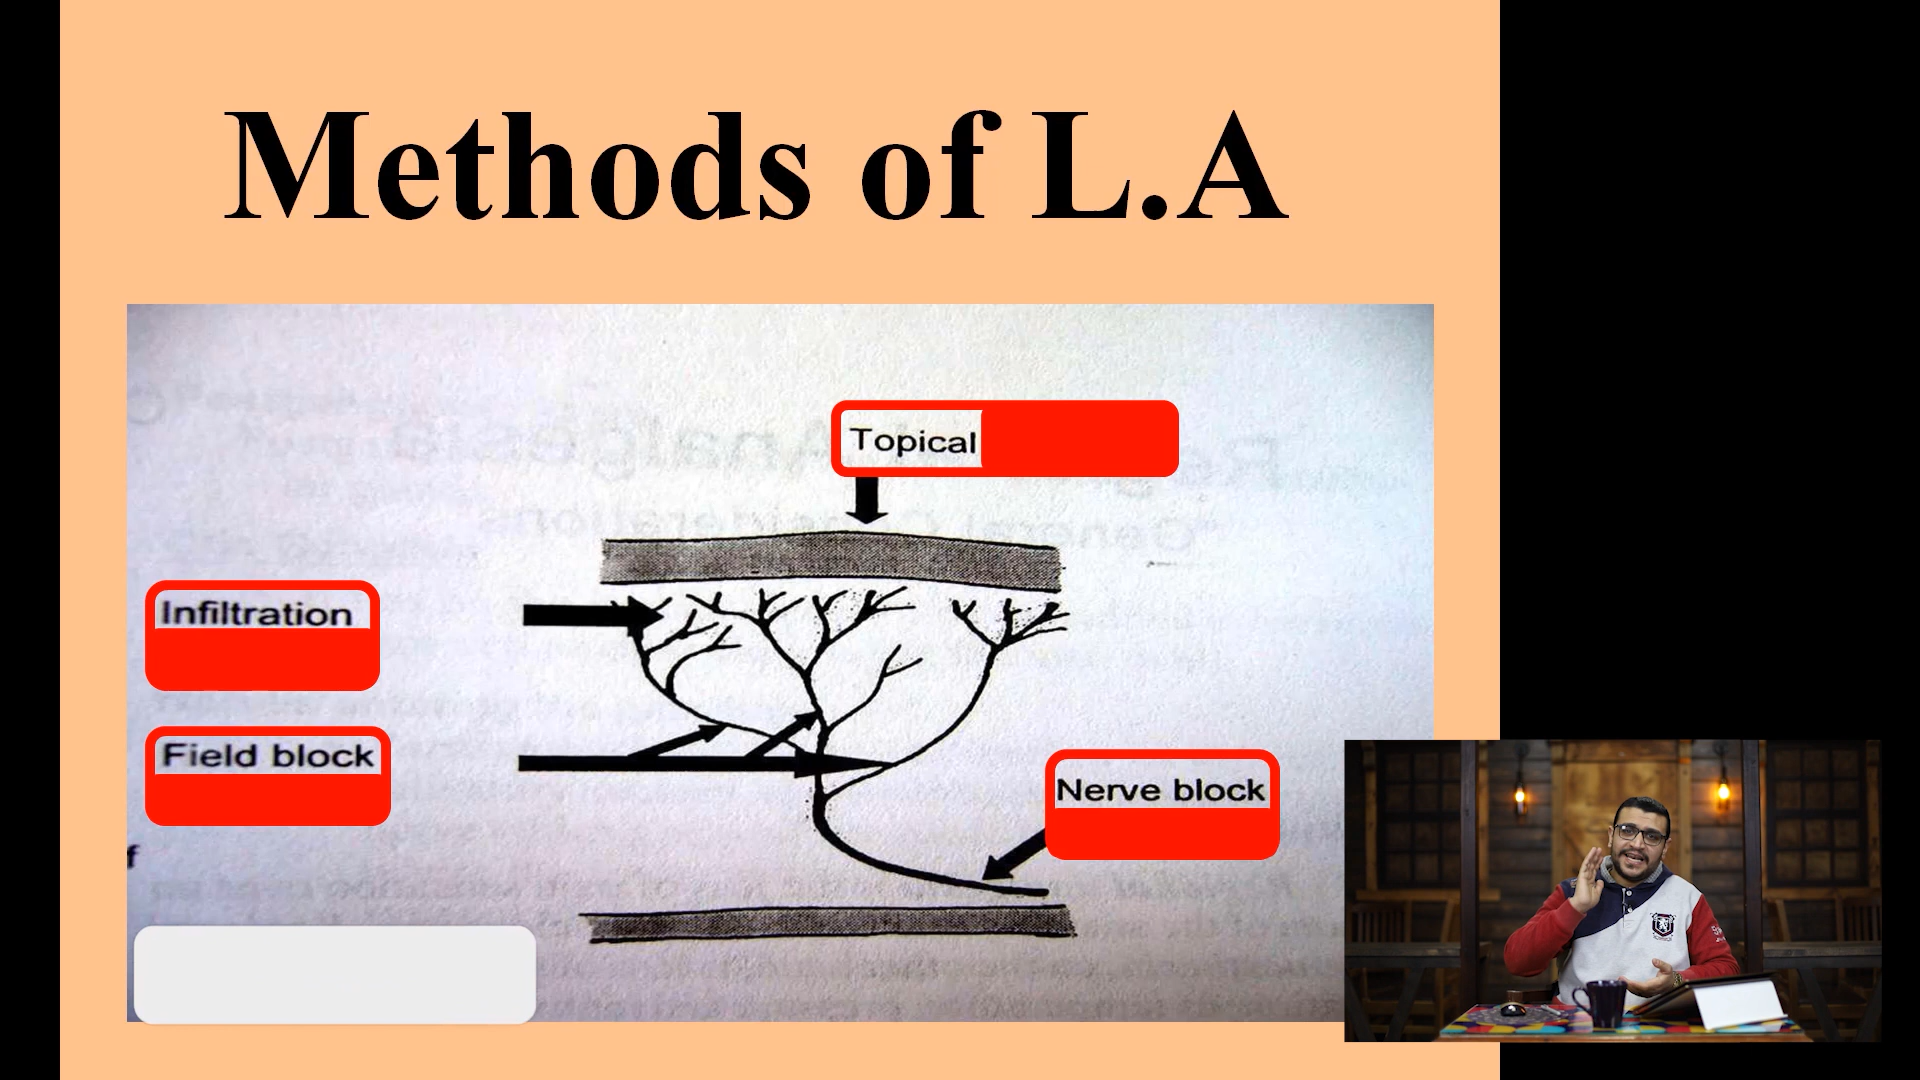 Methods of L.A
Topical
Infiltration
Field block
Nerve block
f